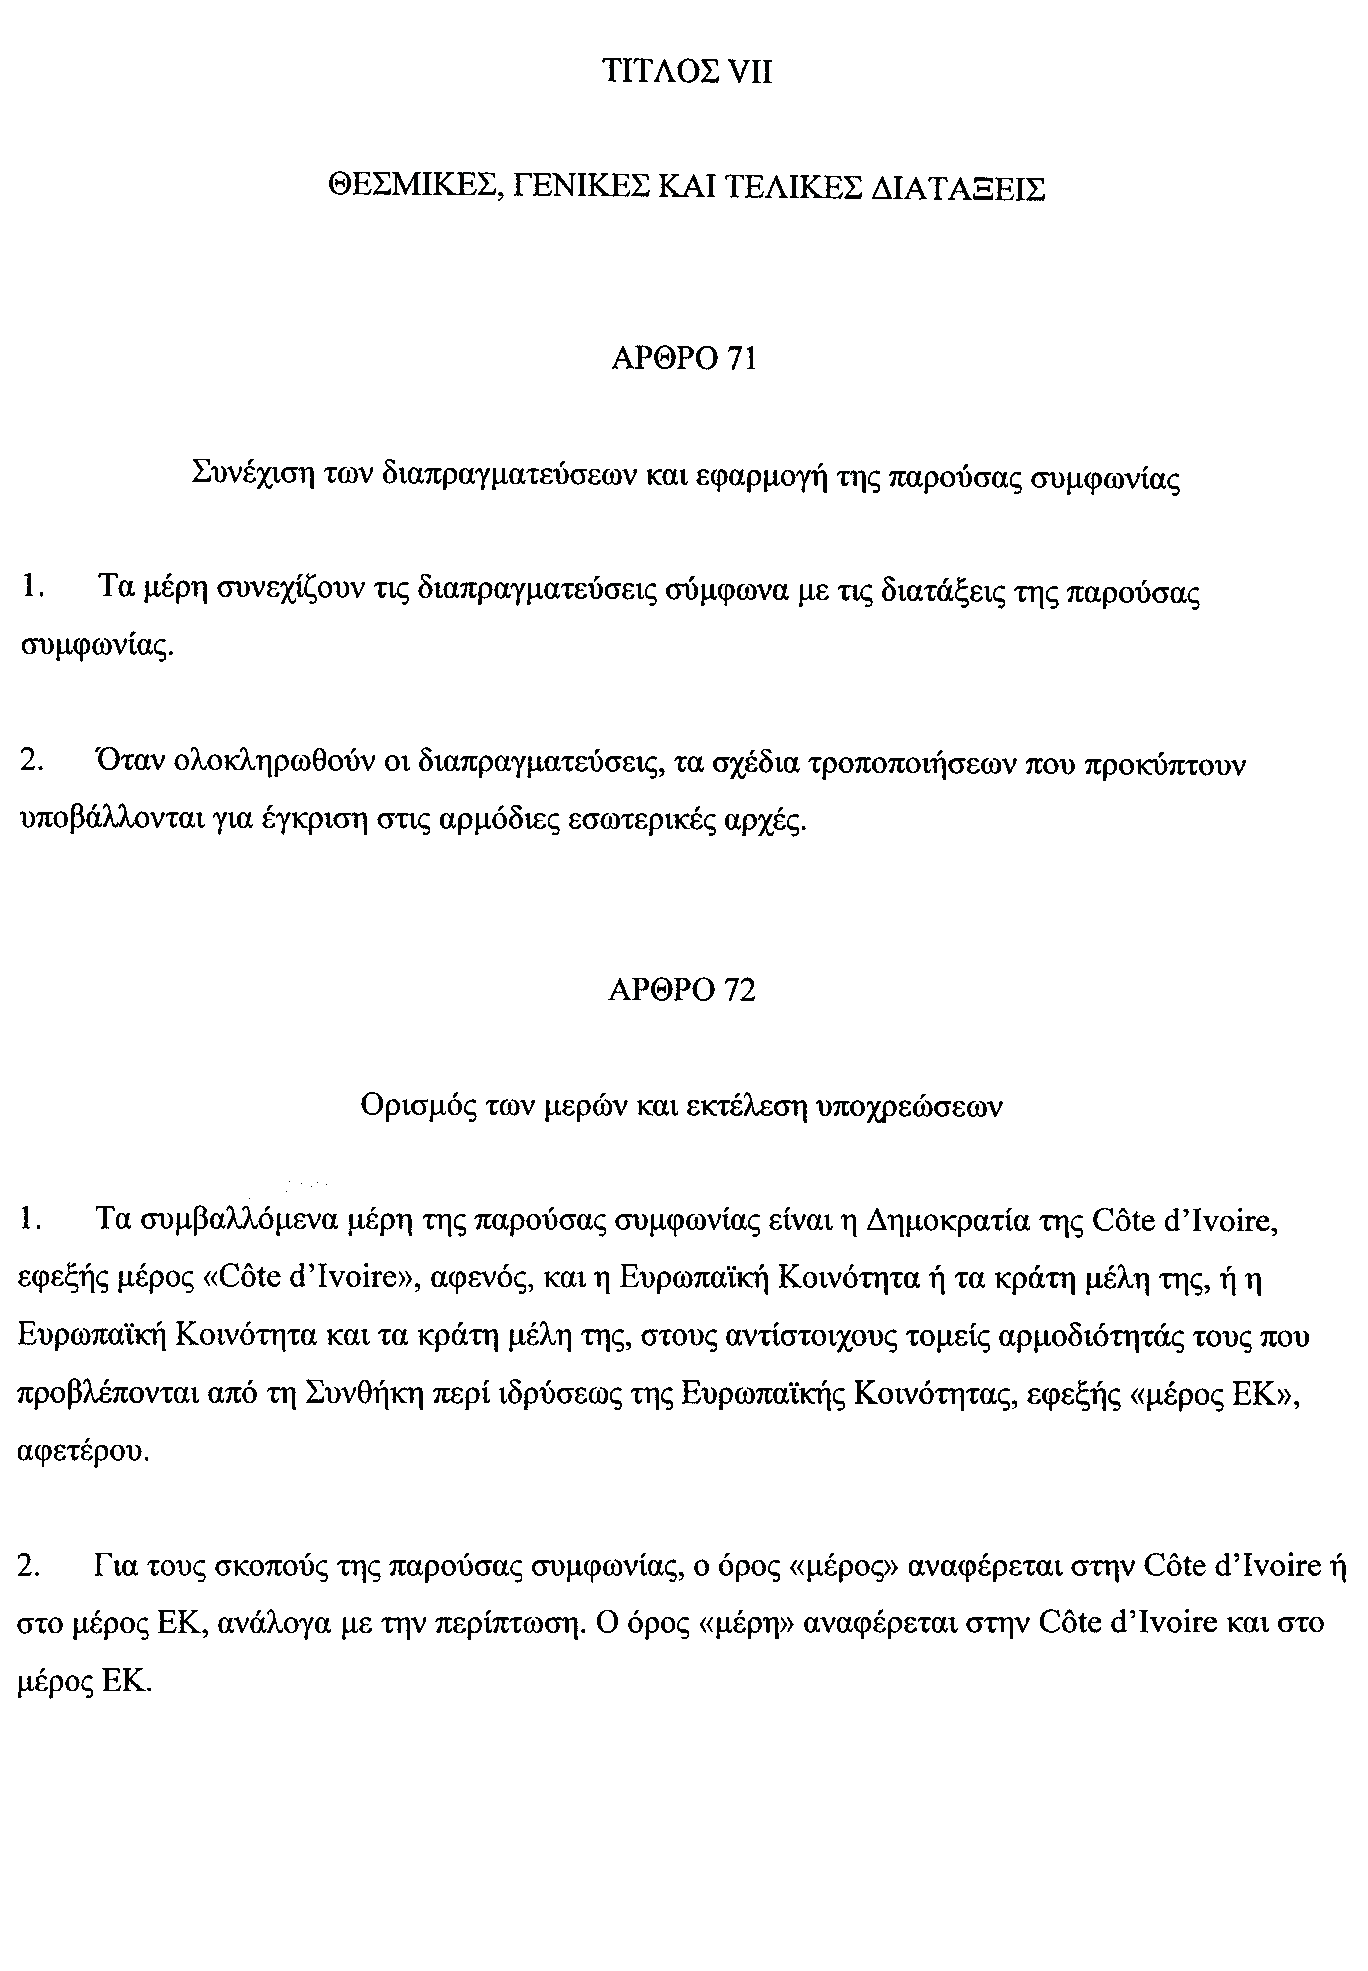 ΤΙΤΛΟΣ VII
ΘΕΣΜΙΚΕΣ, ΓΕΝΙΚΕΣ ΚΑΙ ΤΕΛΙΚΕΣ ΔΙΑΤΑΞΕΙΣ
ΑΡΘΡΟ 71
Συνέχιση των διαπραγματεύσεων και εφαρμογή της παρούσας συμφωνίας
1. Τα μέρη συνεχίζουν τις διαπραγματεύσεις σύμφωνα με τις διατάξεις της παρούσας
συμφωνίας.
2. Όταν ολοκληρωθούν οι διαπραγματεύσεις, τα σχέδια τροποποιήσεων που προκύπτουν
υποβάλλονται για έγκριση στις αρμόδιες εσωτερικές αρχές.
ΑΡΘΡΟ 72
Ορισμός των μερών και εκτέλεση υποχρεώσεων
1. Τα συμβαλλόμενα μέρη της παρούσας συμφωνίας είναι η Δημοκρατία της Côte d’Ivoire,
εφεξής μέρος «Côte d’Ivoire», αφενός, και η Ευρωπαϊκή Κοινότητα ή τα κράτη μέλη της, ή η
Ευρωπαϊκή Κοινότητα και τα κράτη μέλη της, στους αντίστοιχους τομείς αρμοδιότητάς τους που
προβλέπονται από τη Συνθήκη περί ιδρύσεως της Ευρωπαϊκής Κοινότητας, εφεξής «μέρος ΕΚ»,
αφετέρου.
2. Για τους σκοπούς της παρούσας συμφωνίας, ο όρος «μέρος» αναφέρεται στην Côte d’Ivoire ή
στο μέρος ΕΚ, ανάλογα με την περίπτωση. Ο όρος «μέρη» αναφέρεται στην Côte d’Ivoire και στο
μέρος ΕΚ.